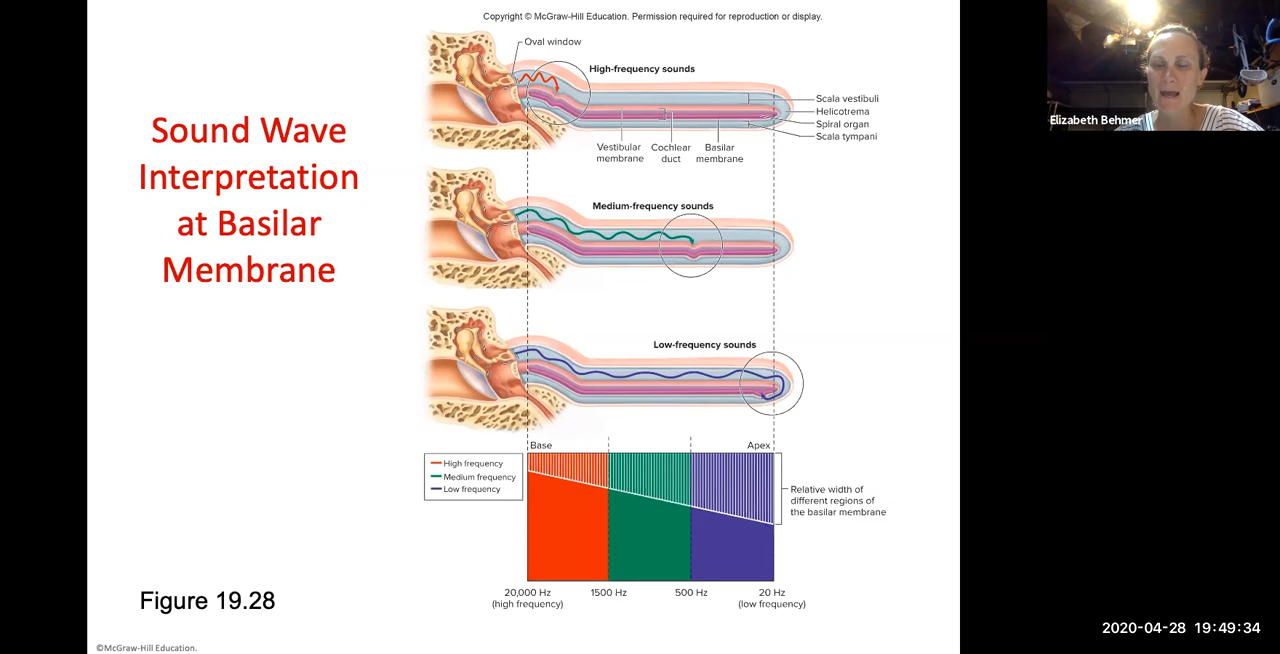 Copyright © McGraw-Hill Education. Permission required for reproduction or display.
Sound Wave
Interpretation
at Basilar
Membrane
Oval window
High-frequency sounds
Scala vestibuli
Helicotrema
Spiral organ
Scala tympani
Vestibular
membrane
Cochlear
duct
Basilar
membrane
Medium-frequency sounds
Low-frequency sounds
Base
Apex
High frequency
Medium frequency
Low frequency
Relative width of
different regions of
the basilar membrane
20,000 Hz
(high frequency)
1500 Hz
500 Hz
20 Hz
(low frequency)
Figure 19.28
©McGraw-Hill Education.
Elizabeth Behmer
2020-04-28 19:49:34